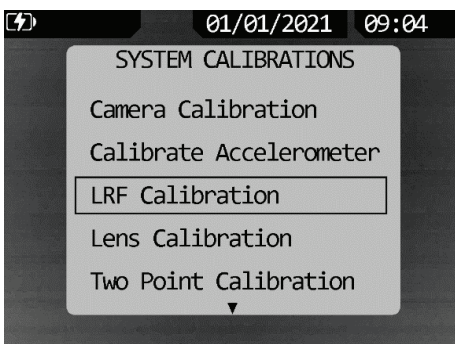 01/01/2021 09:04
SYSTEM CALIBRATIONS
Camera Calibration
Calibrate Accelerometer
LRF Calibration
Lens Calibration
Two Point Calibration